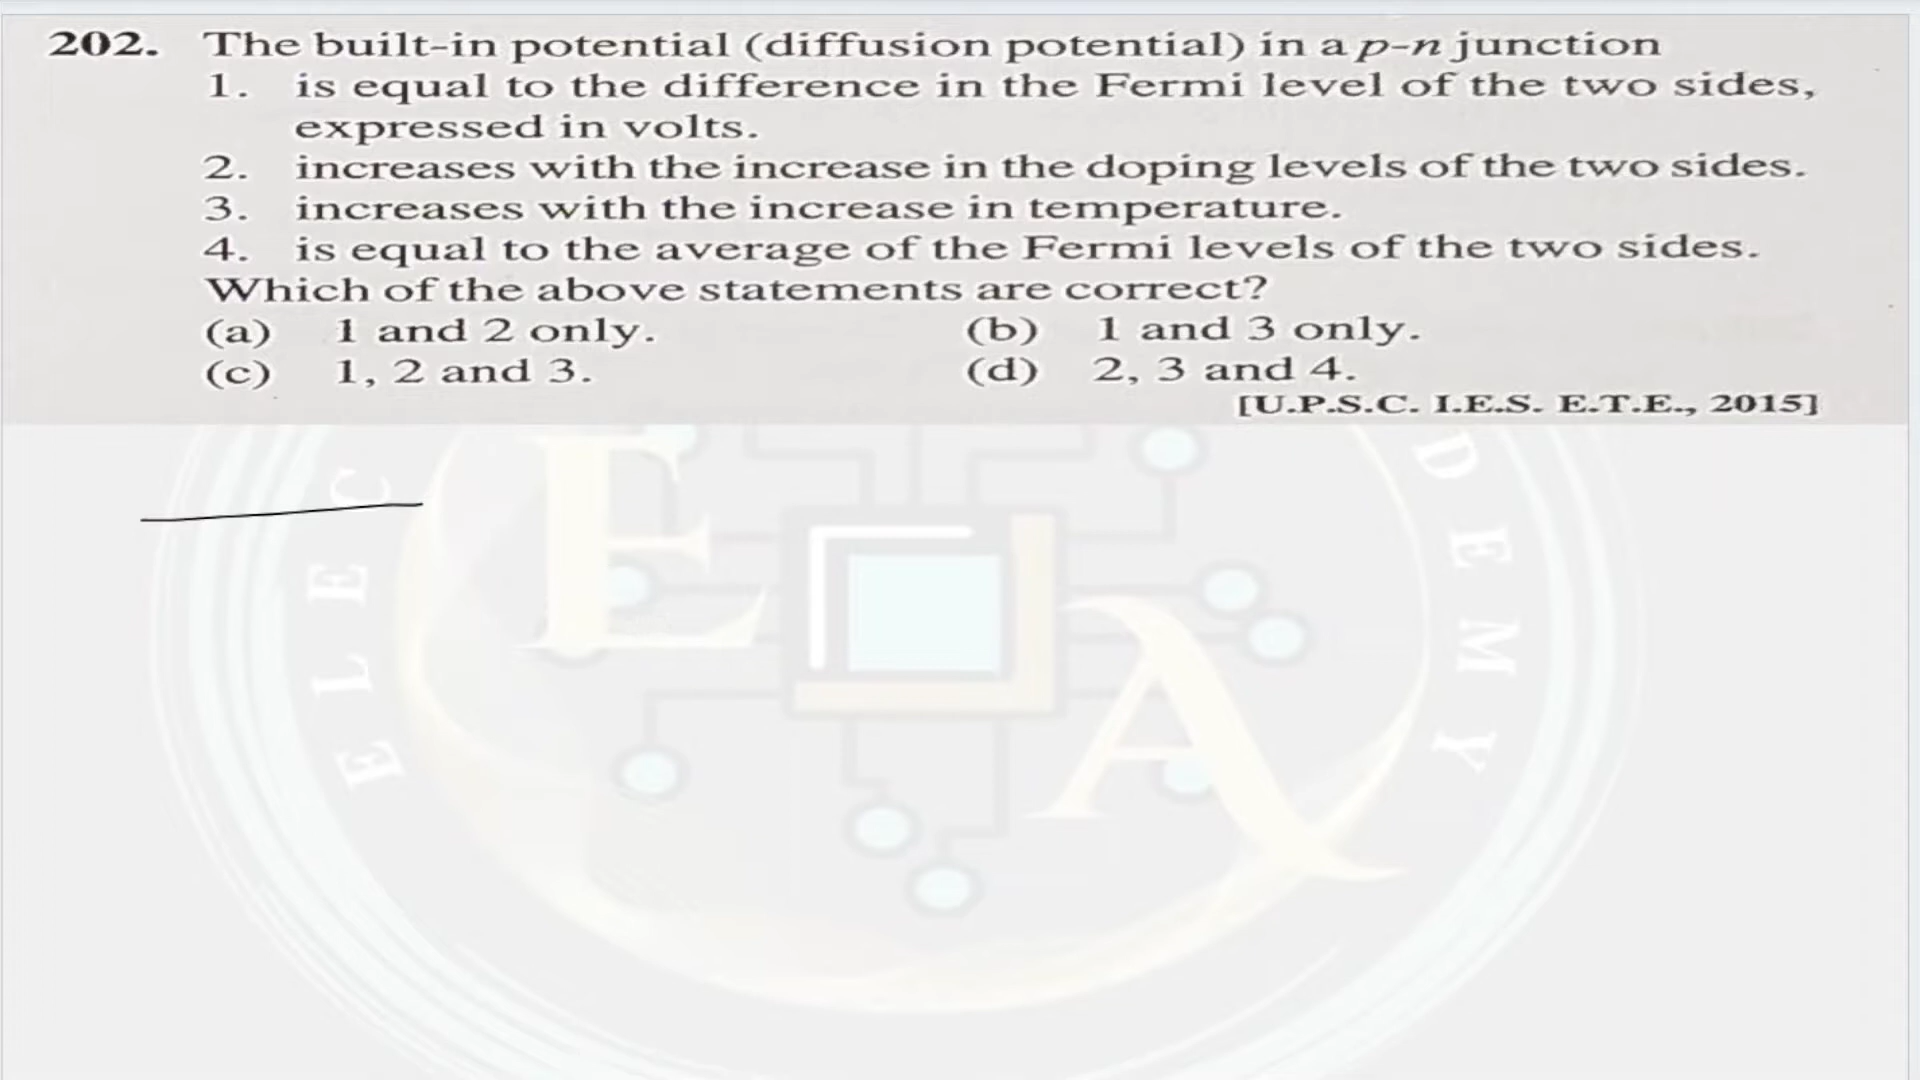 202. The built-in potential (diffusion potential) in a p-n junction
1. is equal to the difference in the Fermi level of the two sides,
expressed in volts.
2. increases with the increase in the doping levels of the two sides.
3. increases with the increase in temperature.
4. is equal to the average of the Fermi levels of the two sides.
Which of the above statements are correct?
(a) 1 and 2 only. (b) 1 and 3 only.
(c) 1, 2 and 3. (d) 2, 3 and 4.
[U.P.S.C. I.E.S. E.T.E., 2015]
E L E C
E A
D E M Y